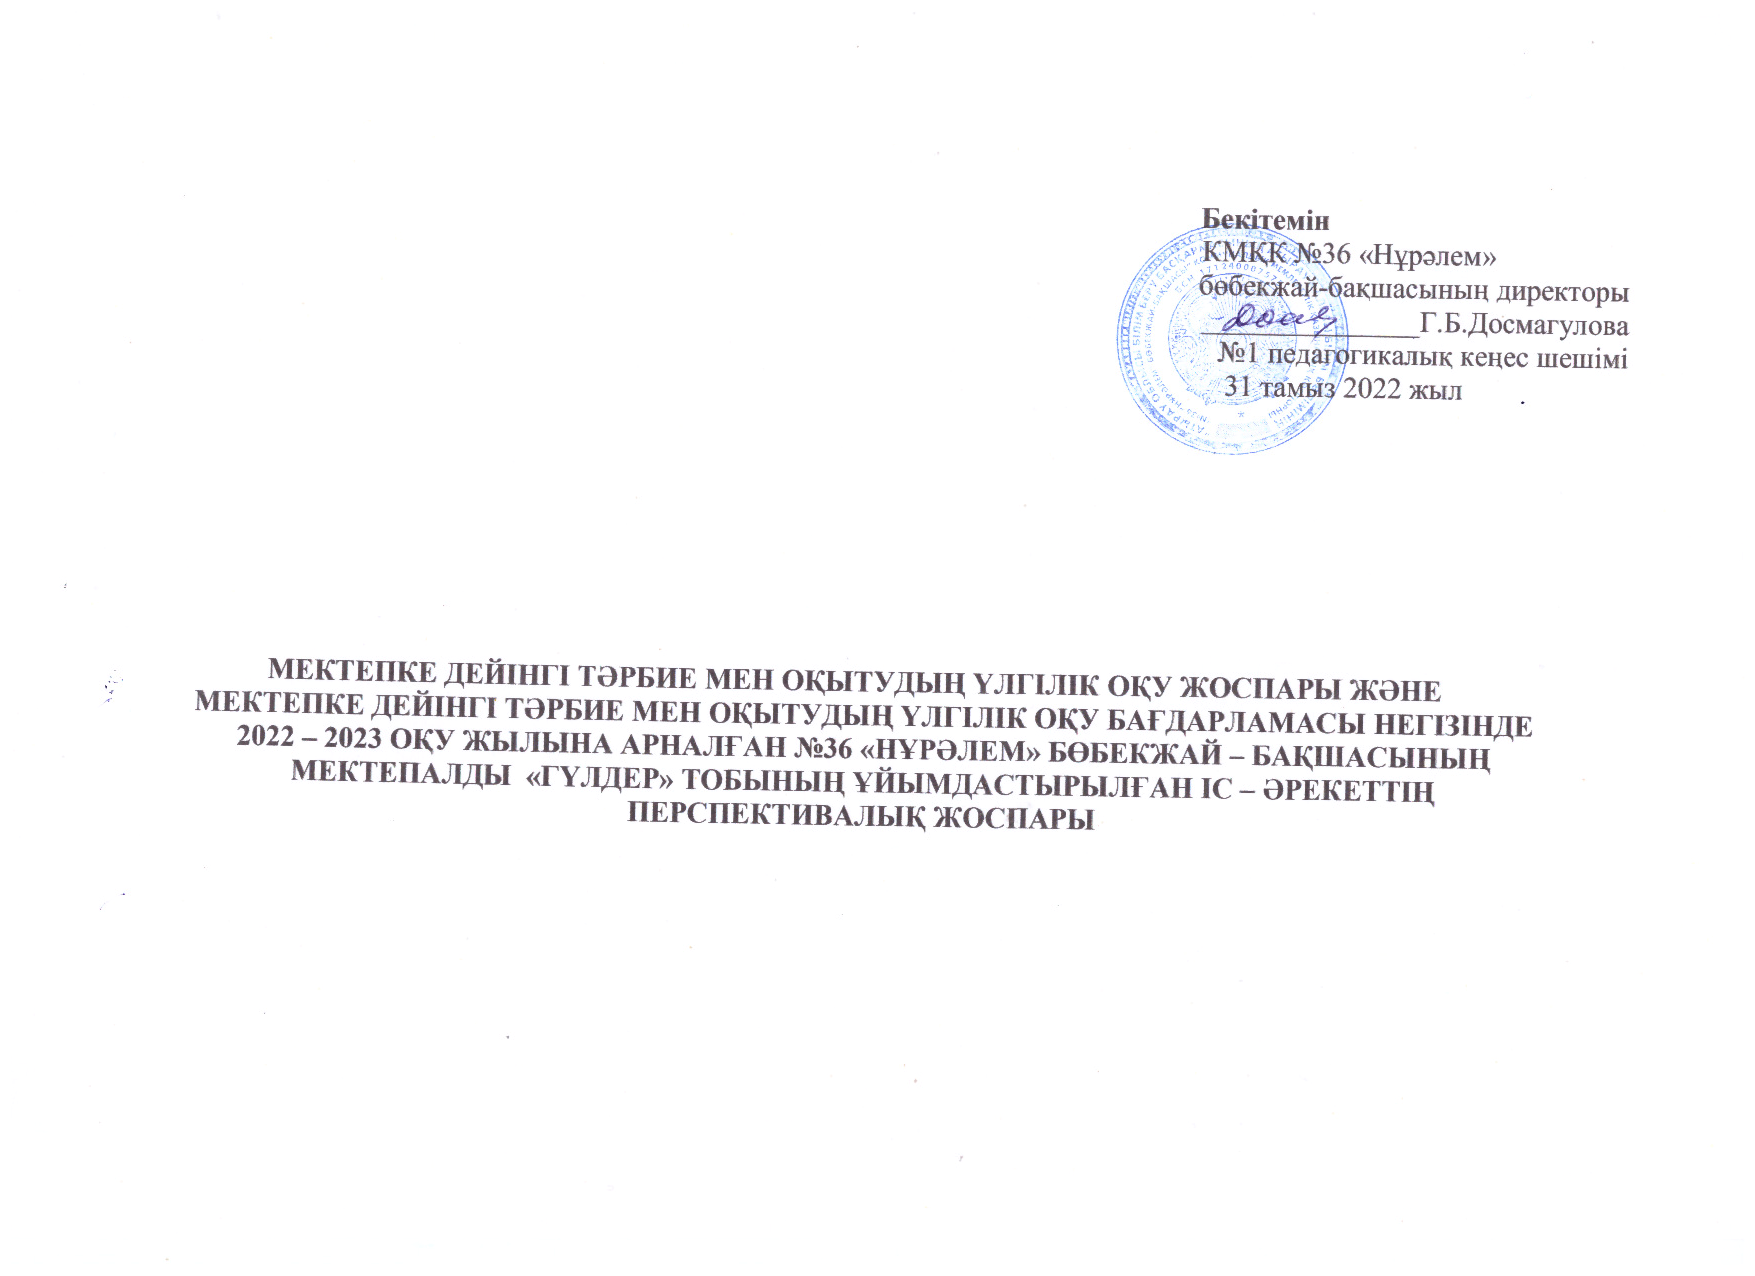 Бекітемін
КМҚК №36 «Нұрәлем»
бөбекжай-бақшасының директоры
Г.Б.Досмагулова
№1 педагогикалық кеңес шешімі
31 тамыз 2022 жыл
МЕКТЕПКЕ ДЕЙІНГІ ТӘРБИЕ МЕН ОҚЫТУДЫҢ ҮЛГІЛІК ОҚУ ЖОСПАРЫ ЖӘНЕ
МЕКТЕПКЕ ДЕЙІНГІ ТӘРБИЕ МЕН ОҚЫТУДЫҢ ҮЛГІЛІК ОҚУ БАҒДАРЛАМАСЫ НЕГІЗІНДЕ
2022 – 2023 ОҚУ ЖЫЛЫНА АРНАЛҒАН №36 «НҰРӘЛЕМ» БӨБЕКЖАЙ – БАҚШАСЫНЫҢ
МЕКТЕПАЛДЫ «ГҮЛДЕР» ТОБЫНЫҢ ҰЙЫМДАСТЫРЫЛҒАН ІС – ӘРЕКЕТТІҢ
ПЕРСПЕКТИВАЛЫҚ ЖОСПАРЫ